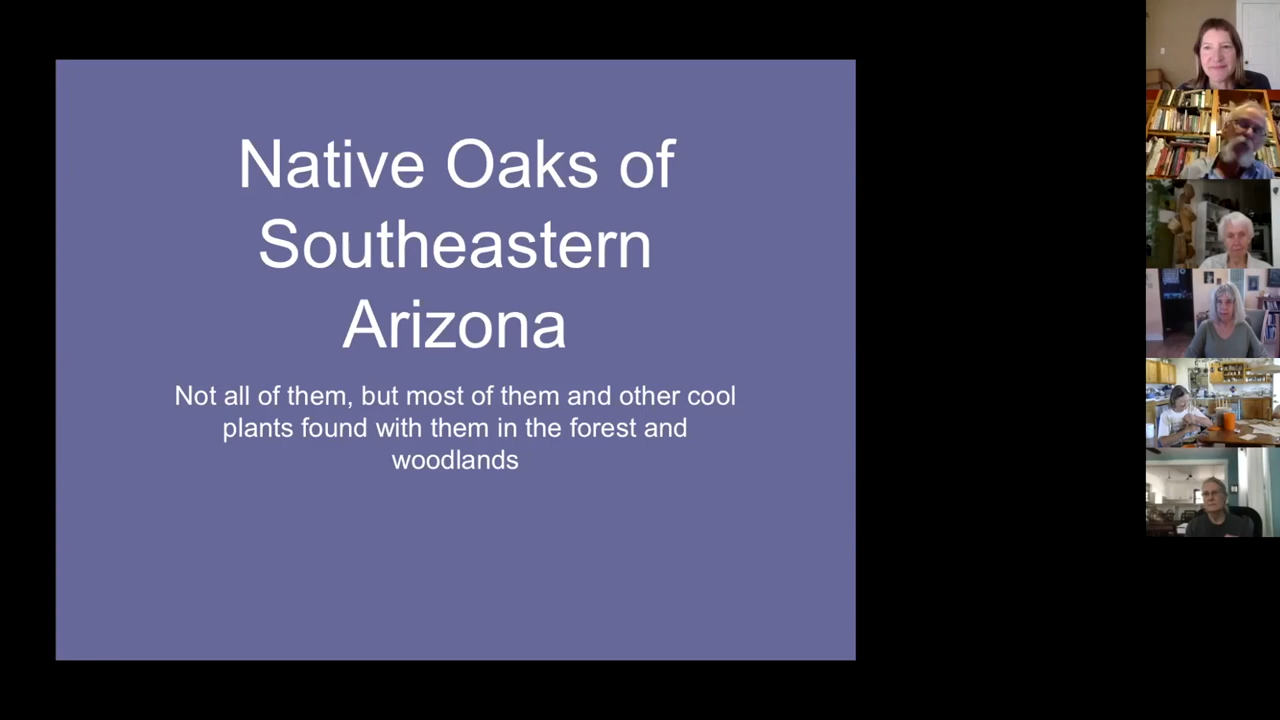 Native Oaks of
Southeastern
Arizona
Not all of them, but most of them and other cool
plants found with them in the forest and
woodlands